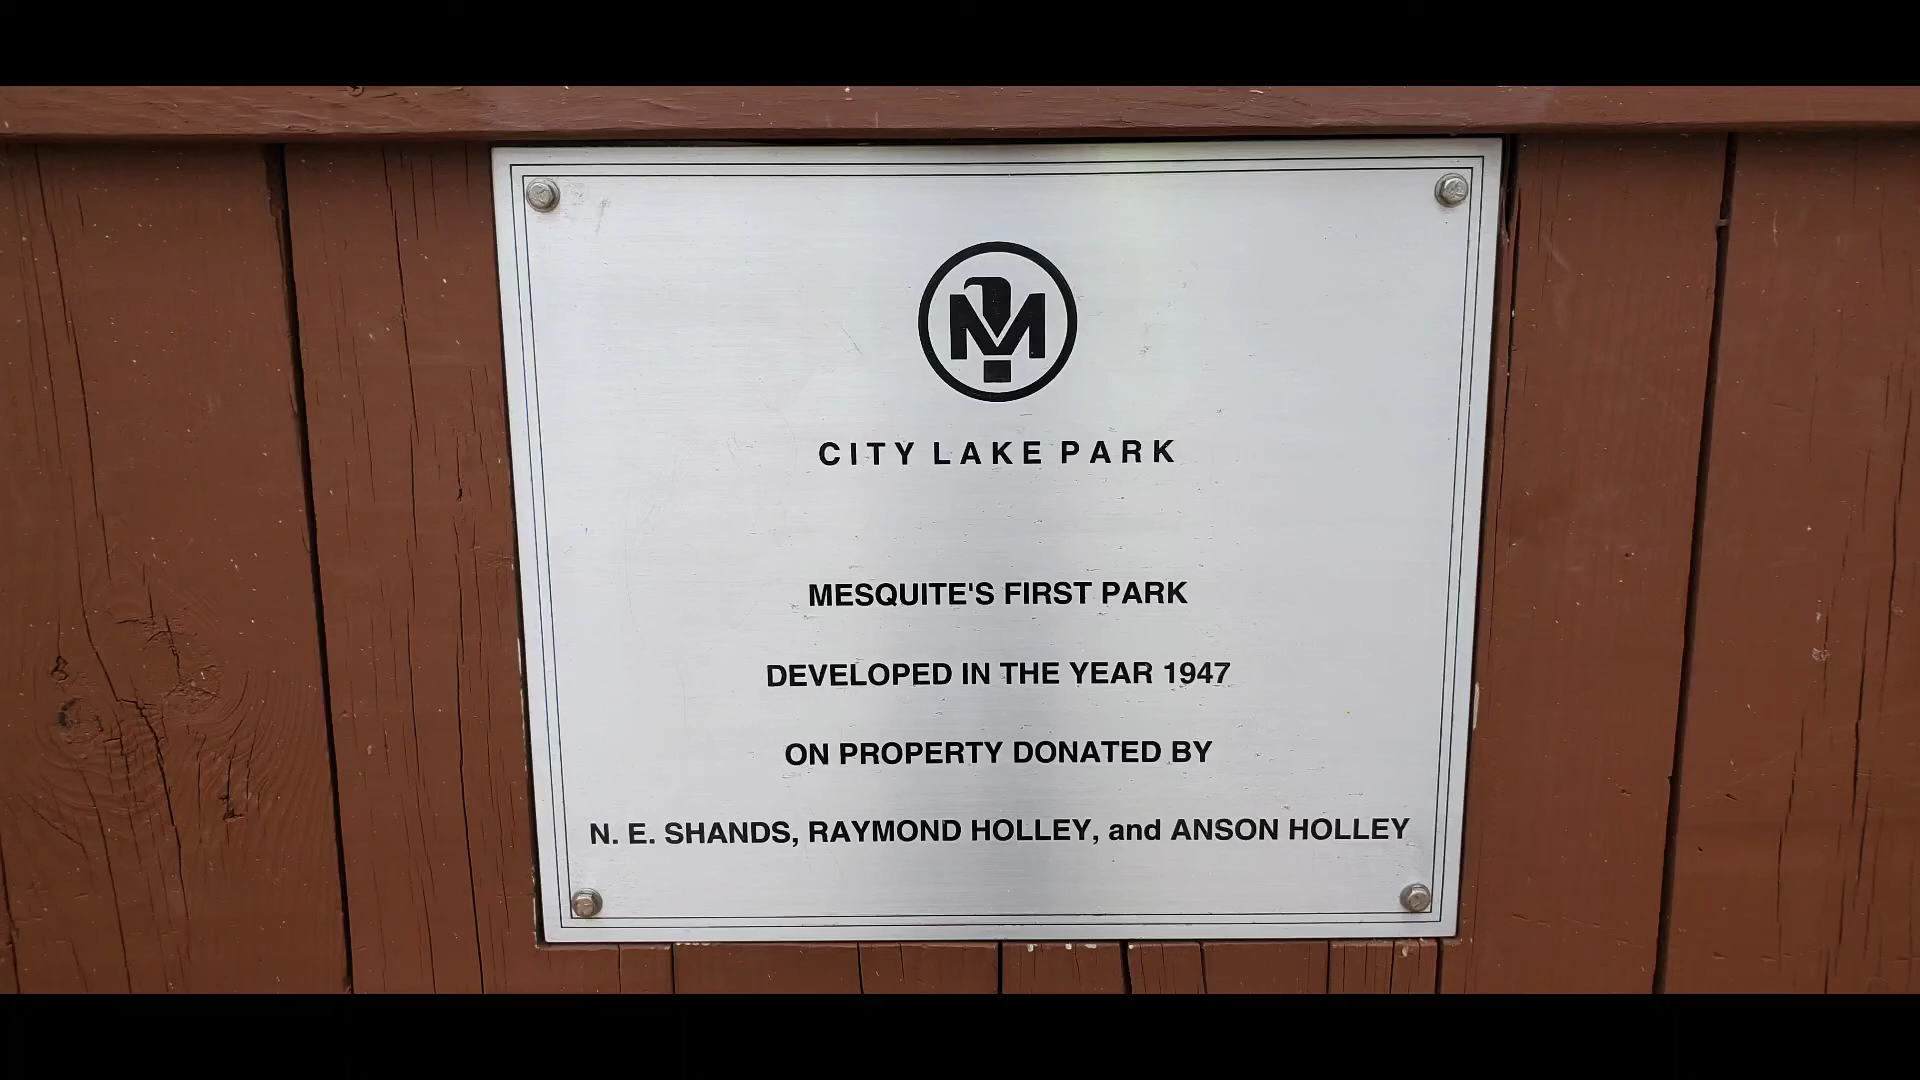 M
CITY LAKE PARK
MESQUITE'S FIRST PARK
DEVELOPED IN THE YEAR 1947
ON PROPERTY DONATED BY
N. E. SHANDS, RAYMOND HOLLEY, and ANSON HOLLEY